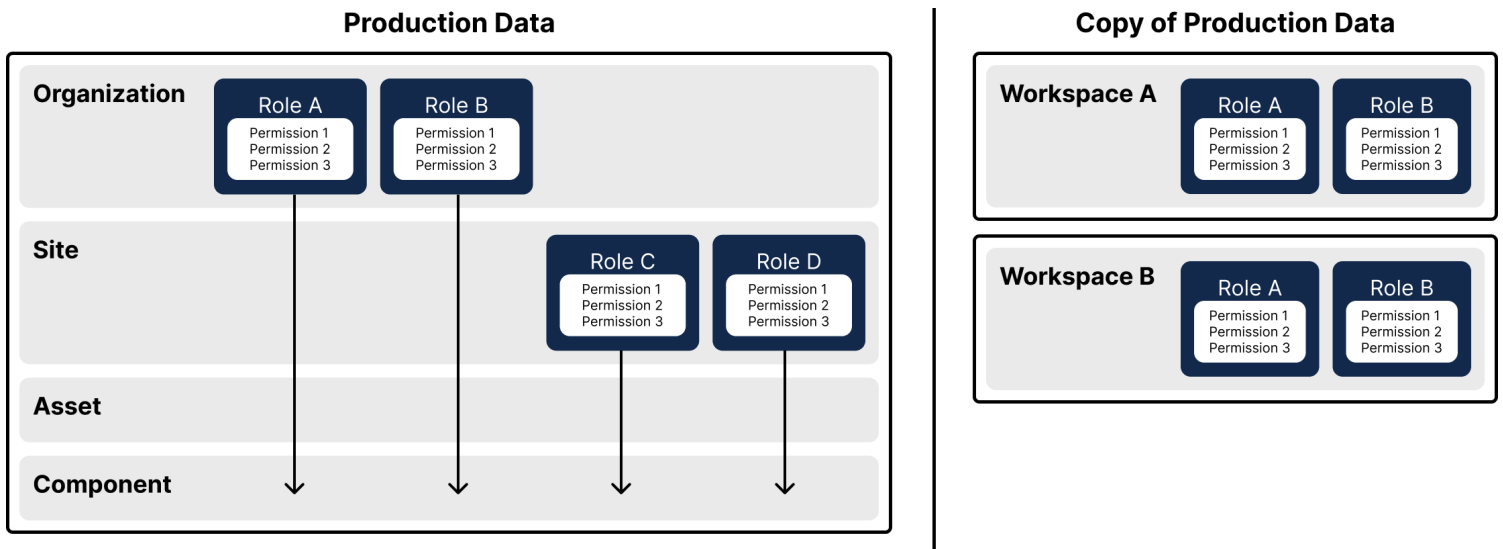 Production Data
Organization
Role A
Permission 1
Permission 2
Permission 3
Role B
Permission 1
Permission 2
Permission 3
Site
Role C
Permission 1
Permission 2
Permission 3
Role D
Permission 1
Permission 2
Permission 3
Asset
Component
Copy of Production Data
Workspace A
Role A
Permission 1
Permission 2
Permission 3
Role B
Permission 1
Permission 2
Permission 3
Workspace B
Role A
Permission 1
Permission 2
Permission 3
Role B
Permission 1
Permission 2
Permission 3